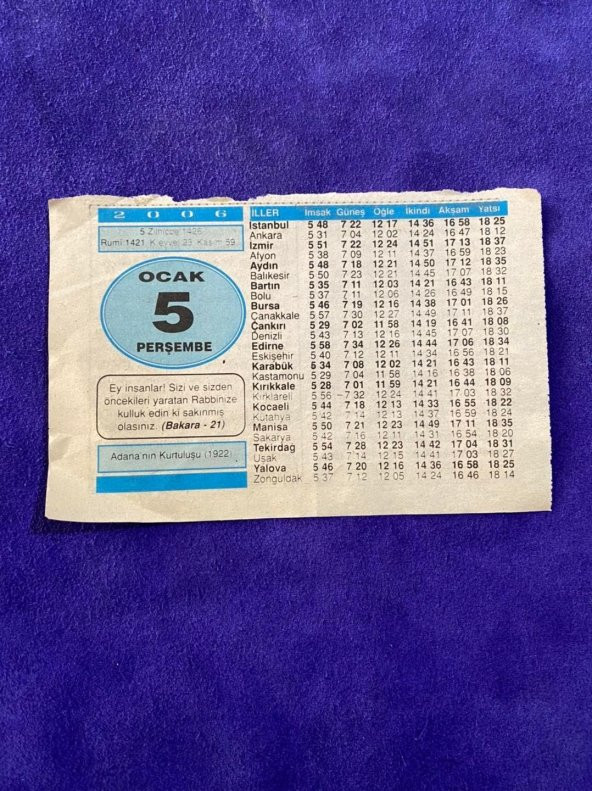 2 0 0 6
5 Zilhicce 1426
Rumi 1421, K.evvel 23 Kasım 59
OCAK
5
PERŞEMBE
Ey insanlar! Sizi ve sizden
öncekileri yaratan Rabbinize
kulluk edin ki sakınmış
olasınız. (Bakara - 21)
Adana'nın Kurtuluşu (1922)
İLLER İmsak Güneş Öğle İkindi Akşam Yatsı
İstanbul 5 48 7 22 12 17 14 36 16 58 18 25
Ankara 5 31 7 04 12 02 14 24 16 47 18 12
İzmir 5 51 7 22 12 24 14 51 17 13 18 37
Afyon 5 38 7 09 12 11 14 35 16 59 18 23
Aydın 5 48 7 18 12 21 14 50 17 12 18 35
Balıkesir 5 50 7 23 12 21 14 45 17 07 18 32
Bartın 5 35 7 11 12 03 14 21 16 43 18 11
Bolu 5 37 7 11 12 06 14 26 16 49 18 15
Bursa 5 46 7 19 12 16 14 38 17 01 18 26
Çanakkale 5 57 7 30 12 27 14 49 17 11 18 37
Çankırı 5 29 7 02 11 58 14 19 16 41 18 08
Denizli 5 43 7 13 12 16 14 45 17 07 18 30
Edirne 5 58 7 34 12 26 14 44 17 06 18 34
Eskişehir 5 40 7 12 12 11 14 34 16 56 18 21
Karabük 5 34 7 08 12 02 14 21 16 43 18 11
Kastamonu 5 29 7 04 11 58 14 16 16 38 18 06
Kırıkkale 5 28 7 01 11 59 14 21 16 44 18 09
Kırklareli 5 56 7 32 12 24 14 41 17 03 18 32
Kocaeli 5 44 7 18 12 13 14 33 16 55 18 22
Kütahya 5 42 7 14 12 13 14 37 16 59 18 24
Manisa 5 50 7 21 12 23 14 49 17 11 18 35
Sakarya 5 42 7 16 12 11 14 31 16 54 18 20
Tekirdağ 5 54 7 28 12 23 14 42 17 04 18 31
Uşak 5 43 7 14 12 15 14 41 17 03 18 27
Yalova 5 46 7 20 12 16 14 36 16 58 18 25
Zonguldak 5 37 7 12 12 05 14 24 16 46 18 14